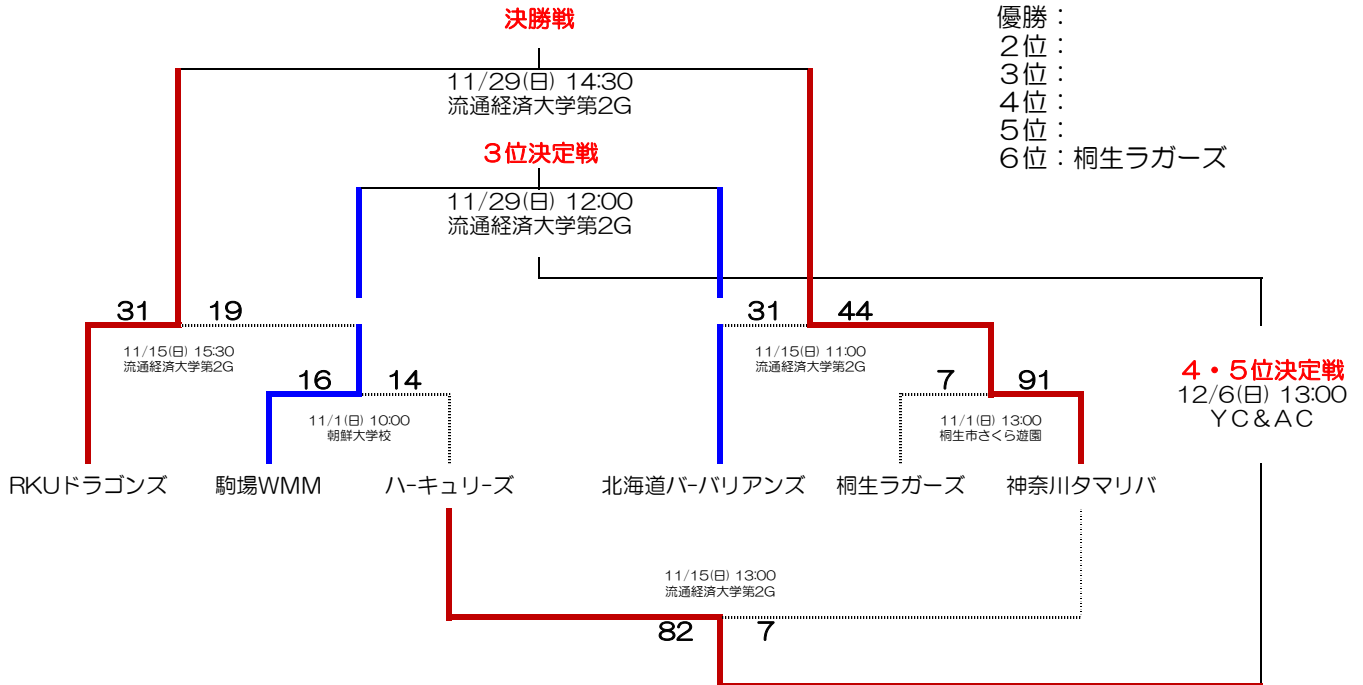 決勝戦
11/29(日) 14:30
流通経済大学第2G
優勝：
２位：
３位：
４位：
５位：
６位：桐生ラガーズ
３位決定戦
11/29(日) 12:00
流通経済大学第2G
31 19
31 44
11/15(日) 15:30
流通経済大学第2G
11/15(日) 11:00
流通経済大学第2G
４・５位決定戦
12/6(日) 13:00
ＹＣ＆ＡＣ
16 14
7 91
11/1(日) 10:00
朝鮮大学校
11/1(日) 13:00
桐生市さくら遊園
RKUドラゴンズ 駒場WMM ハーキュリーズ 北海道バーバリアンズ 桐生ラガーズ 神奈川タマリバ
11/15(日) 13:00
流通経済大学第2G
82 7